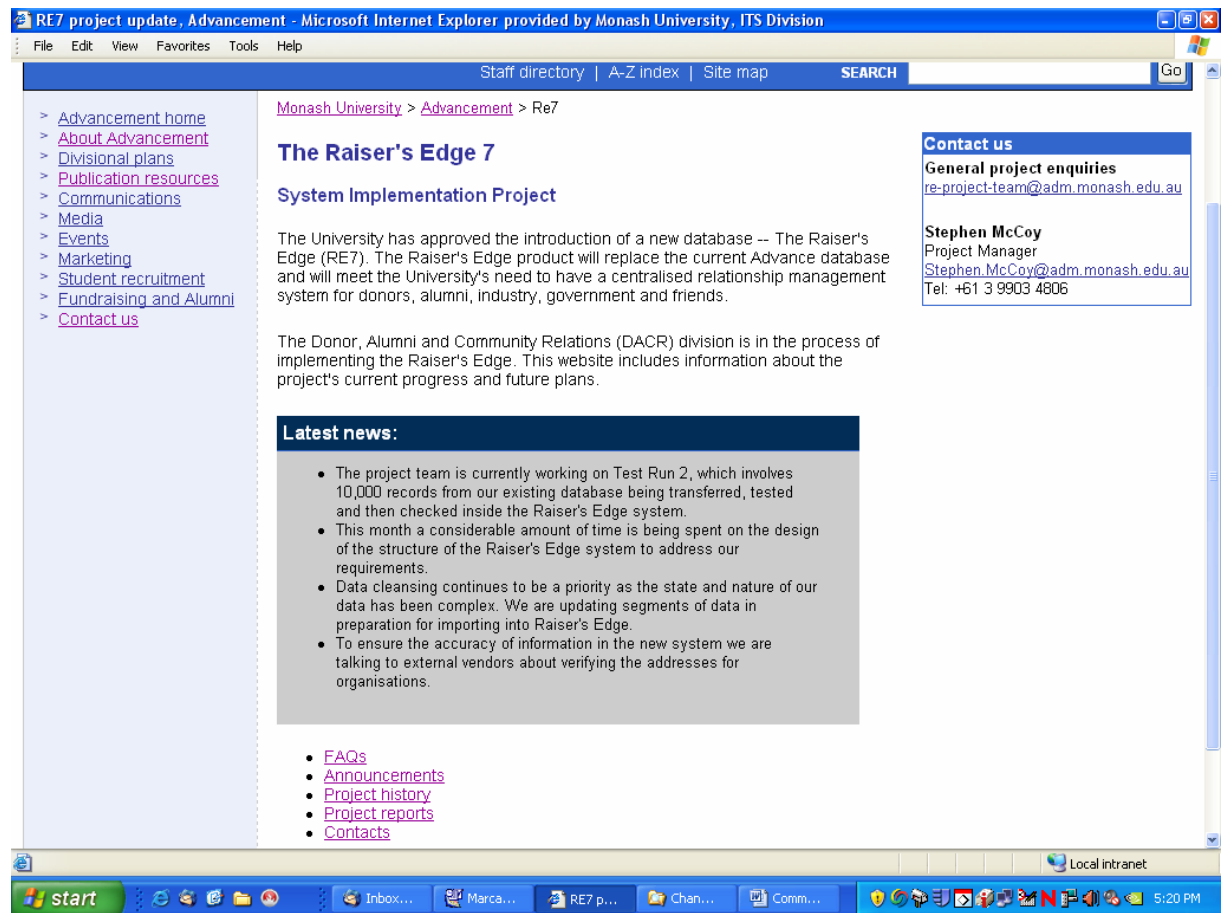 RE7 project update, Advancement - Microsoft Internet Explorer provided by Monash University, ITS Division
File Edit View Favorites Tools Help
Staff directory | A-Z index | Site map SEARCH Go
> Advancement home
> About Advancement
> Divisional plans
> Publication resources
> Communications
> Media
> Events
> Marketing
> Student recruitment
> Fundraising and Alumni
> Contact us
Monash University > Advancement > Re7
The Raiser's Edge 7
System Implementation Project
The University has approved the introduction of a new database -- The Raiser's
Edge (RE7). The Raiser's Edge product will replace the current Advance database
and will meet the University's need to have a centralised relationship management
system for donors, alumni, industry, government and friends.
The Donor, Alumni and Community Relations (DACR) division is in the process of
implementing the Raiser's Edge. This website includes information about the
project's current progress and future plans.
Latest news:
• The project team is currently working on Test Run 2, which involves
10,000 records from our existing database being transferred, tested
and then checked inside the Raiser's Edge system.
• This month a considerable amount of time is being spent on the design
of the structure of the Raiser's Edge system to address our
requirements.
• Data cleansing continues to be a priority as the state and nature of our
data has been complex. We are updating segments of data in
preparation for importing into Raiser's Edge.
• To ensure the accuracy of information in the new system we are
talking to external vendors about verifying the addresses for
organisations.
• FAQs
• Announcements
• Project history
• Project reports
• Contacts
Contact us
General project enquiries
re-project-team@adm.monash.edu.au
Stephen McCoy
Project Manager
Stephen.McCoy@adm.monash.edu.au
Tel: +61 3 9903 4806
Local intranet
start Inbox... Marca... RE7 p... Chan... Comm... 5:20 PM